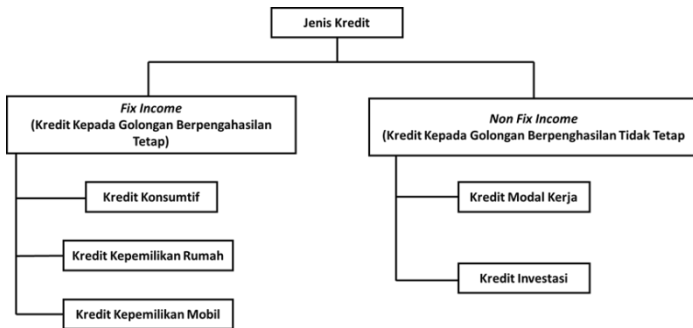 Jenis Kredit
Fix Income
(Kredit Kepada Golongan Berpengahasilan
Tetap)
Non Fix Income
(Kredit Kepada Golongan Berpenghasilan Tidak Tetap
Kredit Konsumtif
Kredit Modal Kerja
Kredit Kepemilikan Rumah
Kredit Investasi
Kredit Kepemilikan Mobil